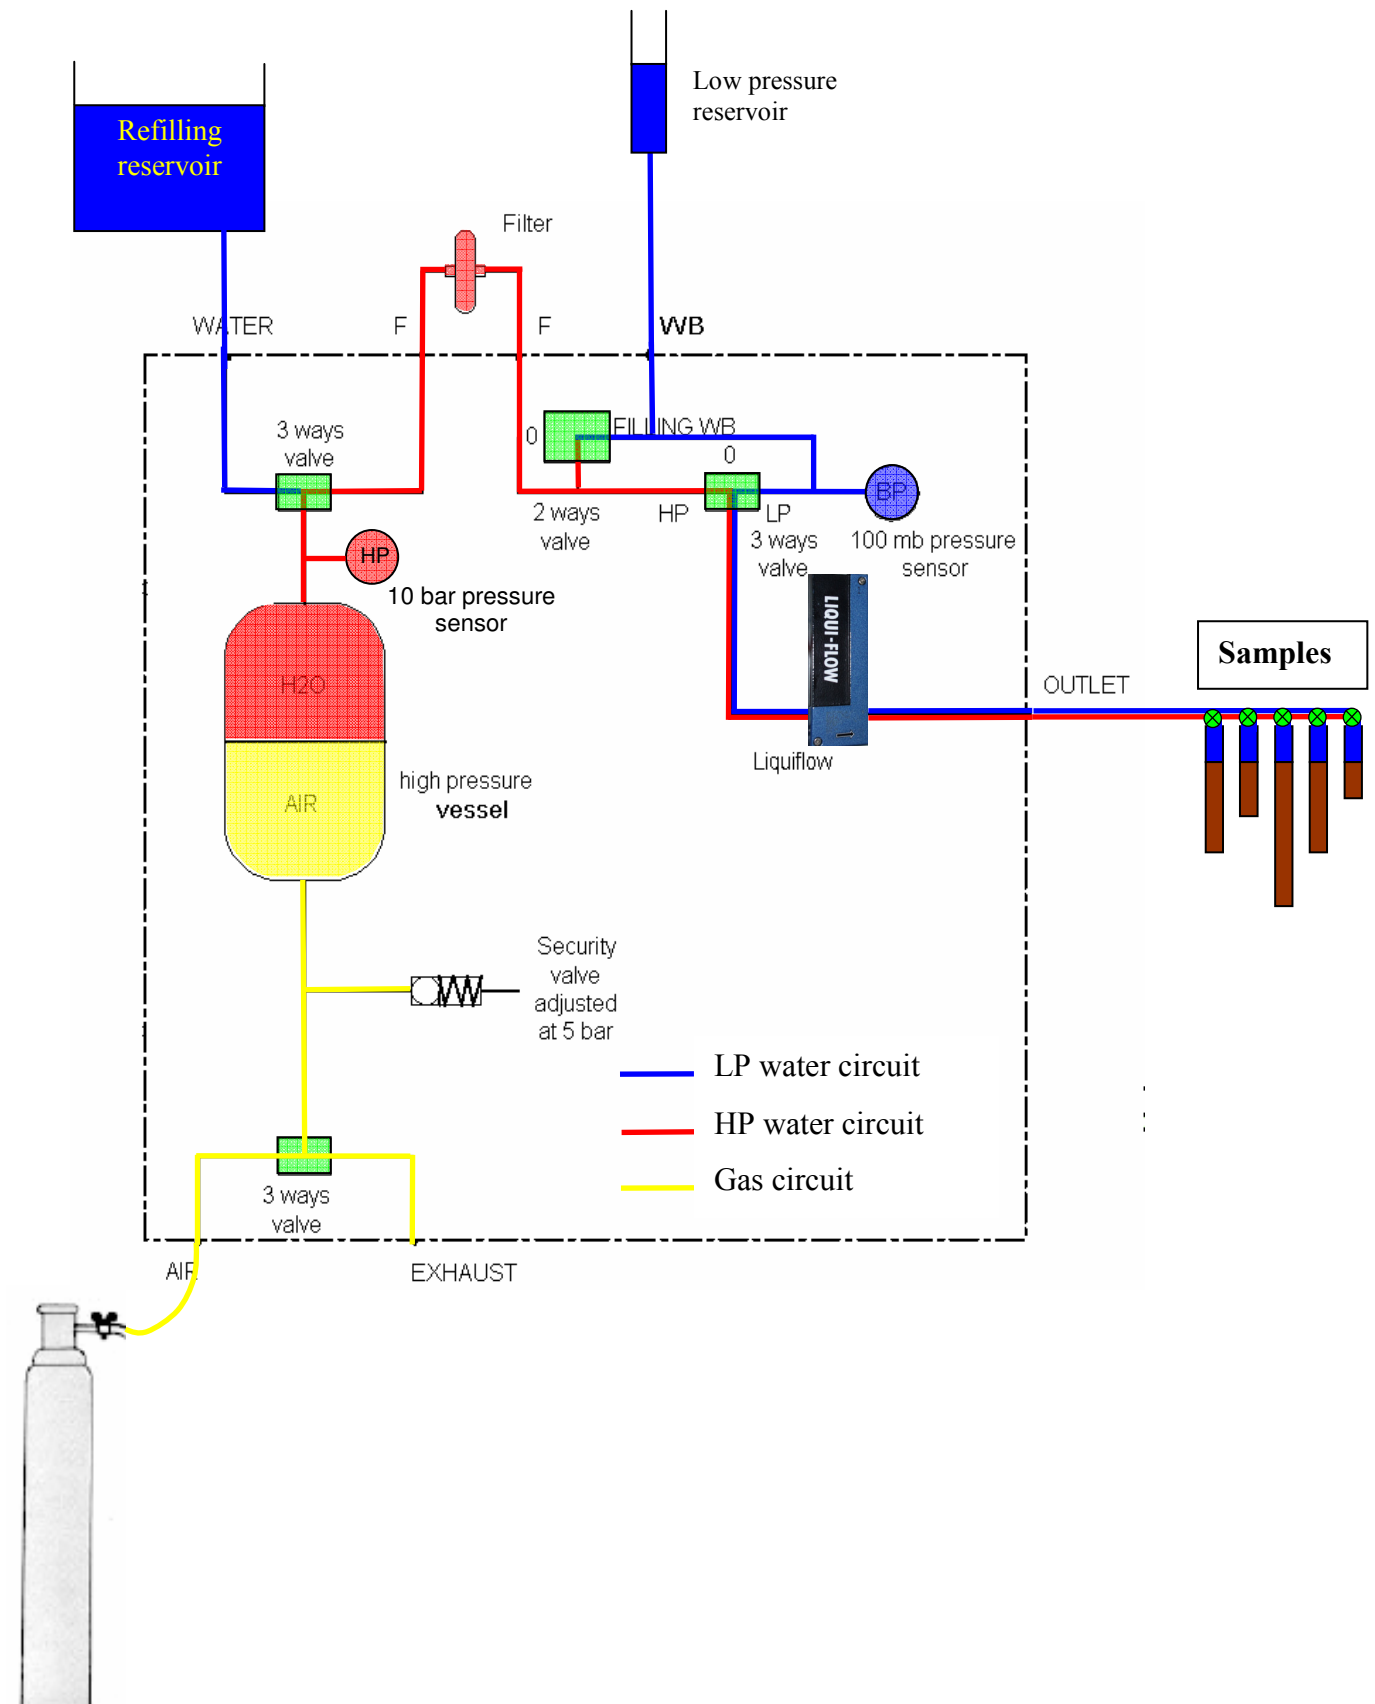 Low pressure
reservoir
Refilling
reservoir
Filter
WATER
F
F
WB
3 ways
valve
0
FILLING WB
0
2 ways
valve
HP
LP
BP
3 ways
valve
100 mb pressure
sensor
HP
10 bar pressure
sensor
LIQUI-FLOW
Samples
H2O
OUTLET
Liquiflow
AIR
high pressure
vessel
Security
valve
adjusted
at 5 bar
LP water circuit
HP water circuit
Gas circuit
3 ways
valve
AIR
EXHAUST